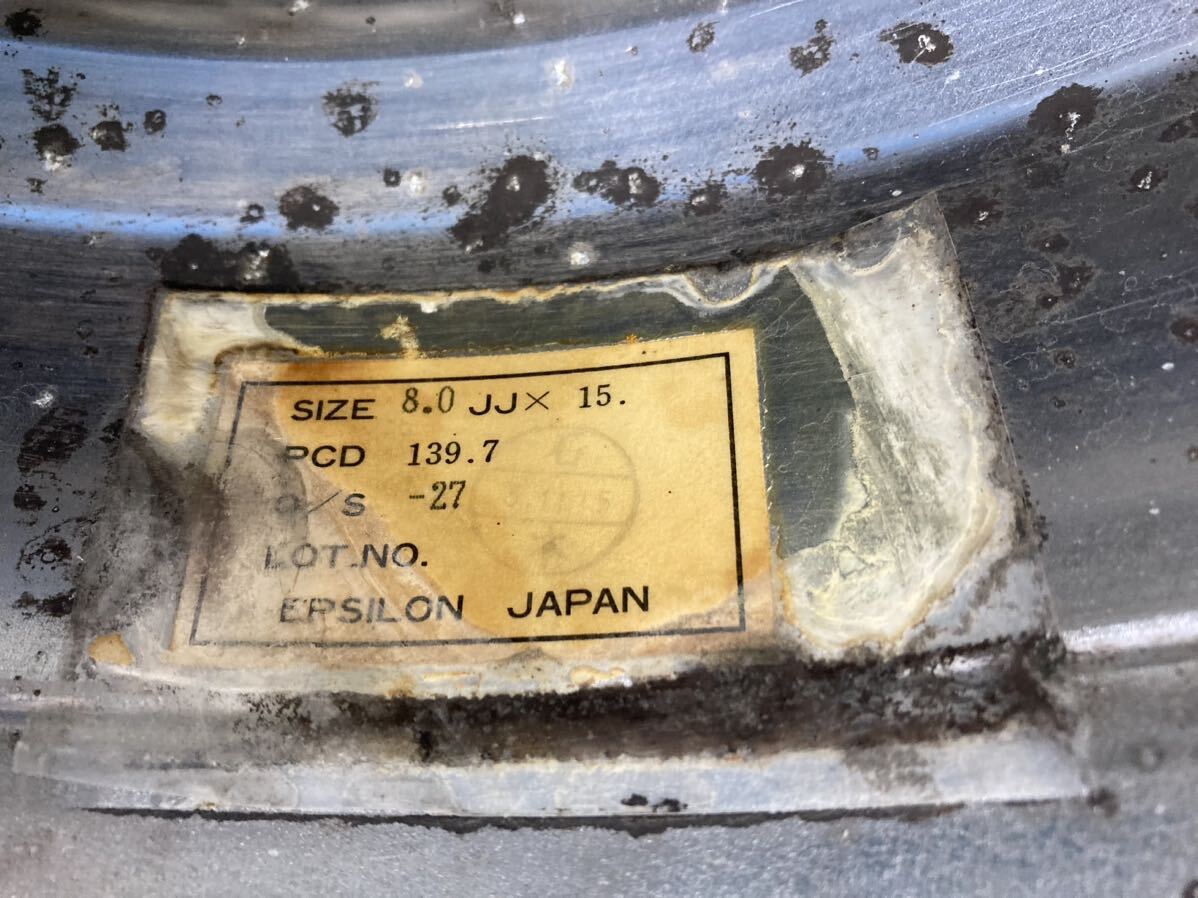 SIZE 8.0 JJ× 15.
PCD 139.7
O/S -27
LOT.NO.
EPSILON JAPAN